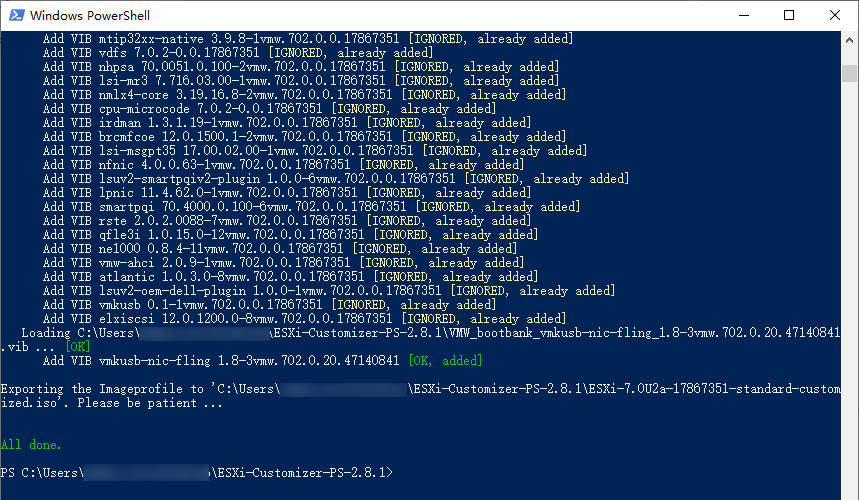 Windows PowerShell
Add VIB mtip32xx-native 3.9.8-1vmw.702.0.0.17867351 [IGNORED, already added]
Add VIB vdfs 7.0.2-0.0.17867351 [IGNORED, already added]
Add VIB nhpsa 70.0051.0.100-2vmw.702.0.0.17867351 [IGNORED, already added]
Add VIB lsi-mr3 7.716.03.00-1vmw.702.0.0.17867351 [IGNORED, already added]
Add VIB nmlx4-core 3.19.16.8-2vmw.702.0.0.17867351 [IGNORED, already added]
Add VIB cpu-microcode 7.0.2-0.0.17867351 [IGNORED, already added]
Add VIB irdman 1.3.1.19-1vmw.702.0.0.17867351 [IGNORED, already added]
Add VIB brcmfcoe 12.0.1500.1-2vmw.702.0.0.17867351 [IGNORED, already added]
Add VIB lsi-msgpt35 17.00.02.00-1vmw.702.0.0.17867351 [IGNORED, already added]
Add VIB nfnic 4.0.0.63-1vmw.702.0.0.17867351 [IGNORED, already added]
Add VIB lsuv2-smartpqiv2-plugin 1.0.0-6vmw.702.0.0.17867351 [IGNORED, already added]
Add VIB lpnic 11.4.62.0-1vmw.702.0.0.17867351 [IGNORED, already added]
Add VIB smartpqi 70.4000.0.100-6vmw.702.0.0.17867351 [IGNORED, already added]
Add VIB rste 2.0.2.0088-7vmw.702.0.0.17867351 [IGNORED, already added]
Add VIB qfle3i 1.0.15.0-12vmw.702.0.0.17867351 [IGNORED, already added]
Add VIB ne1000 0.8.4-11vmw.702.0.0.17867351 [IGNORED, already added]
Add VIB vmw-ahci 2.0.9-1vmw.702.0.0.17867351 [IGNORED, already added]
Add VIB atlantic 1.0.3.0-8vmw.702.0.0.17867351 [IGNORED, already added]
Add VIB lsuv2-oem-dell-plugin 1.0.0-1vmw.702.0.0.17867351 [IGNORED, already added]
Add VIB vmkusb 0.1-1vmw.702.0.0.17867351 [IGNORED, already added]
Add VIB elxiscsi 12.0.1200.0-8vmw.702.0.0.17867351 [IGNORED, already added]
Loading C:\Users\ \ESXi-Customizer-PS-2.8.1\VMW_bootbank_vmkusb-nic-fling_1.8-3vmw.702.0.20.47140841
.vib ... [OK]
Add VIB vmkusb-nic-fling 1.8-3vmw.702.0.20.47140841 [OK, added]
Exporting the Imageprofile to 'C:\Users\ \ESXi-Customizer-PS-2.8.1\ESXi-7.0U2a-17867351-standard-custom
ized.iso'. Please be patient ...
All done.
PS C:\Users\ \ESXi-Customizer-PS-2.8.1>